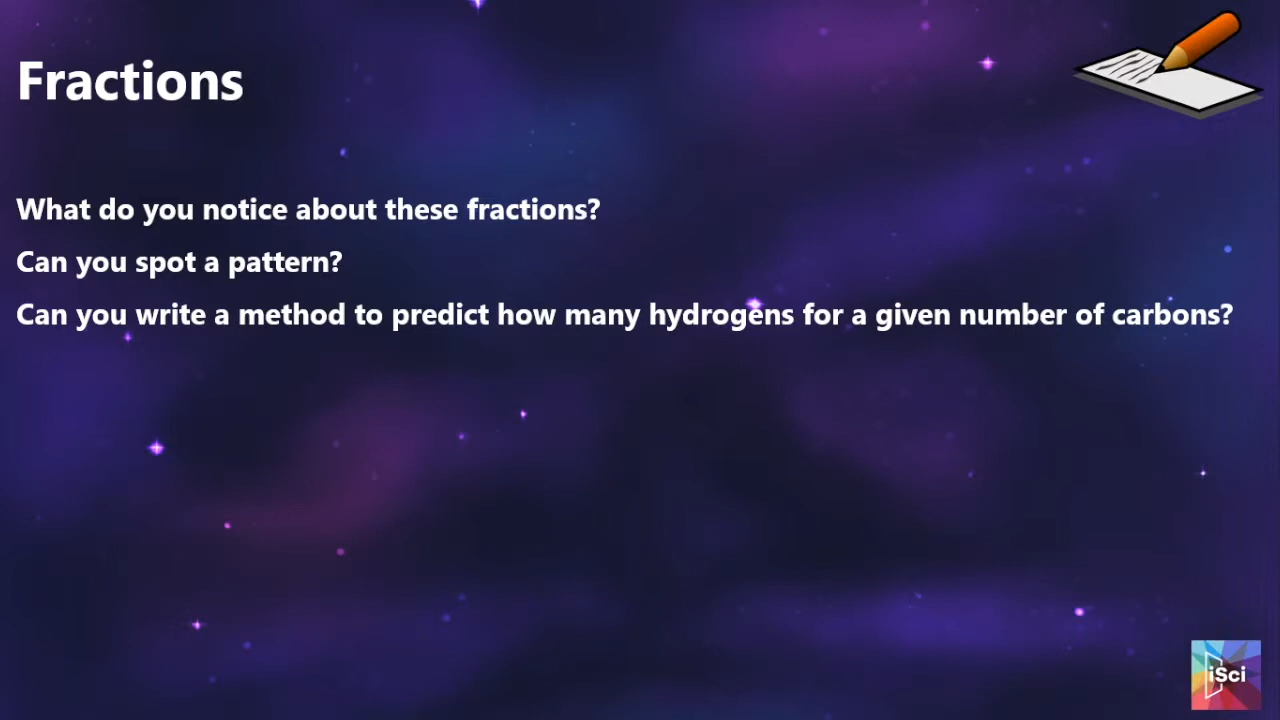 Fractions
What do you notice about these fractions?
Can you spot a pattern?
Can you write a method to predict how many hydrogens for a given number of carbons?
iSci